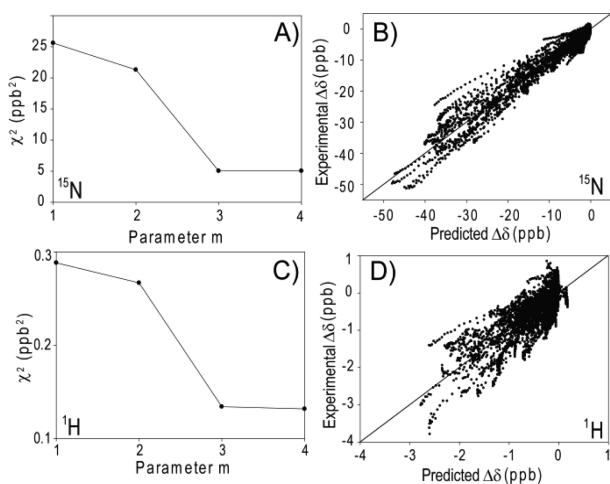 A)
χ² (ppb²)
25
20
15
10
5
0
¹⁵N
1 2 3 4
Parameter m
B)
Experimental Δδ (ppb)
0
-10
-20
-30
-40
-50
¹⁵N
-50 -40 -30 -20 -10 0
Predicted Δδ (ppb)
C)
χ² (ppb²)
0.3
0.2
0.1
¹H
1 2 3 4
Parameter m
D)
Experimental Δδ (ppb)
1
0
-1
-2
-3
-4
¹H
-4 -3 -2 -1 0 1
Predicted Δδ (ppb)